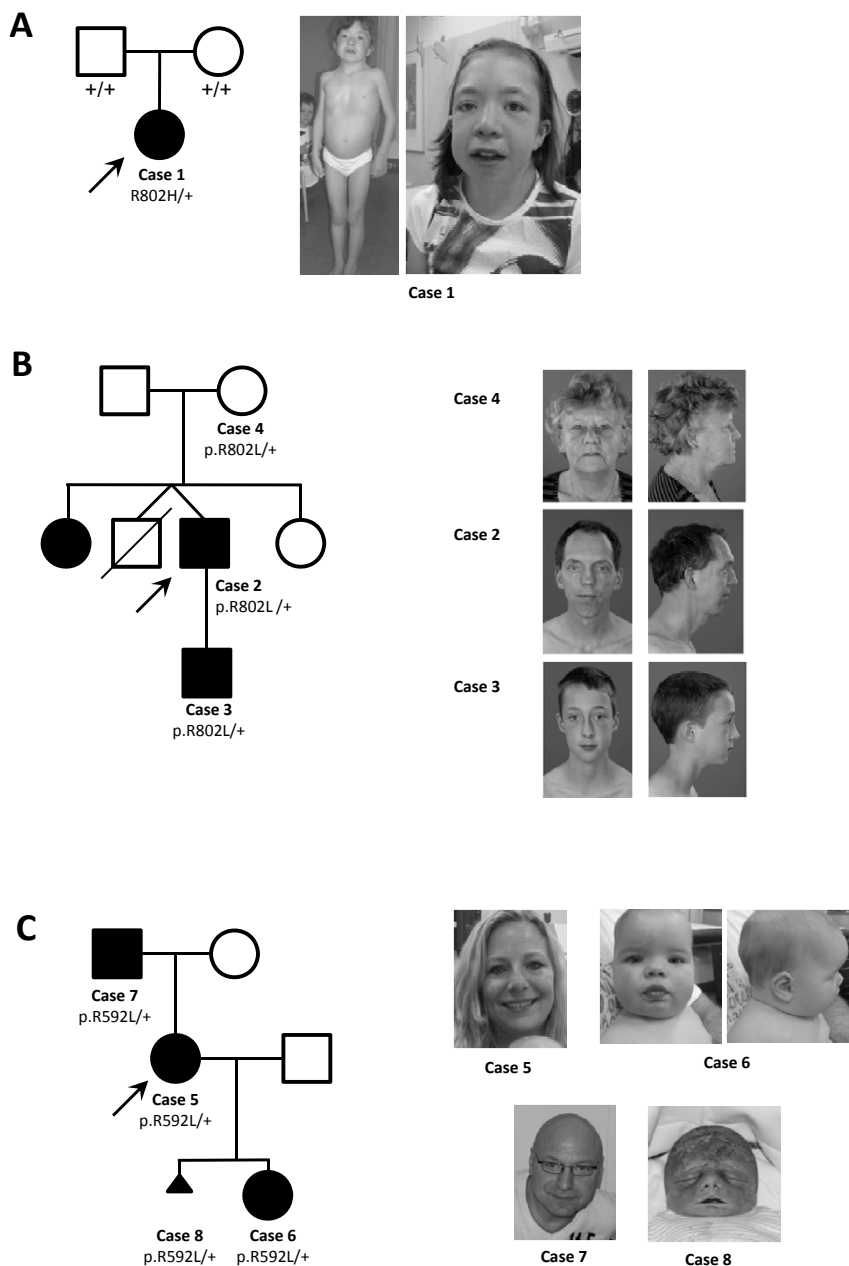 A
+/+ +/+
Case 1
R802H/+
Case 1
B
Case 4
p.R802L/+
Case 2
p.R802L /+
Case 3
p.R802L/+
Case 4
Case 2
Case 3
C
Case 7
p.R592L/+
Case 5
p.R592L/+
Case 8 Case 6
p.R592L/+ p.R592L/+
Case 5 Case 6
Case 7 Case 8